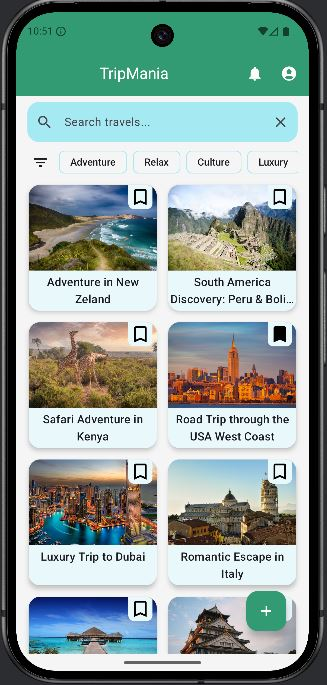 10:51
TripMania
Search travels...
Adventure
Relax
Culture
Luxury
Adventure in New
Zeland
South America
Discovery: Peru & Boli...
Safari Adventure in
Kenya
Road Trip through the
USA West Coast
Luxury Trip to Dubai
Romantic Escape in
Italy